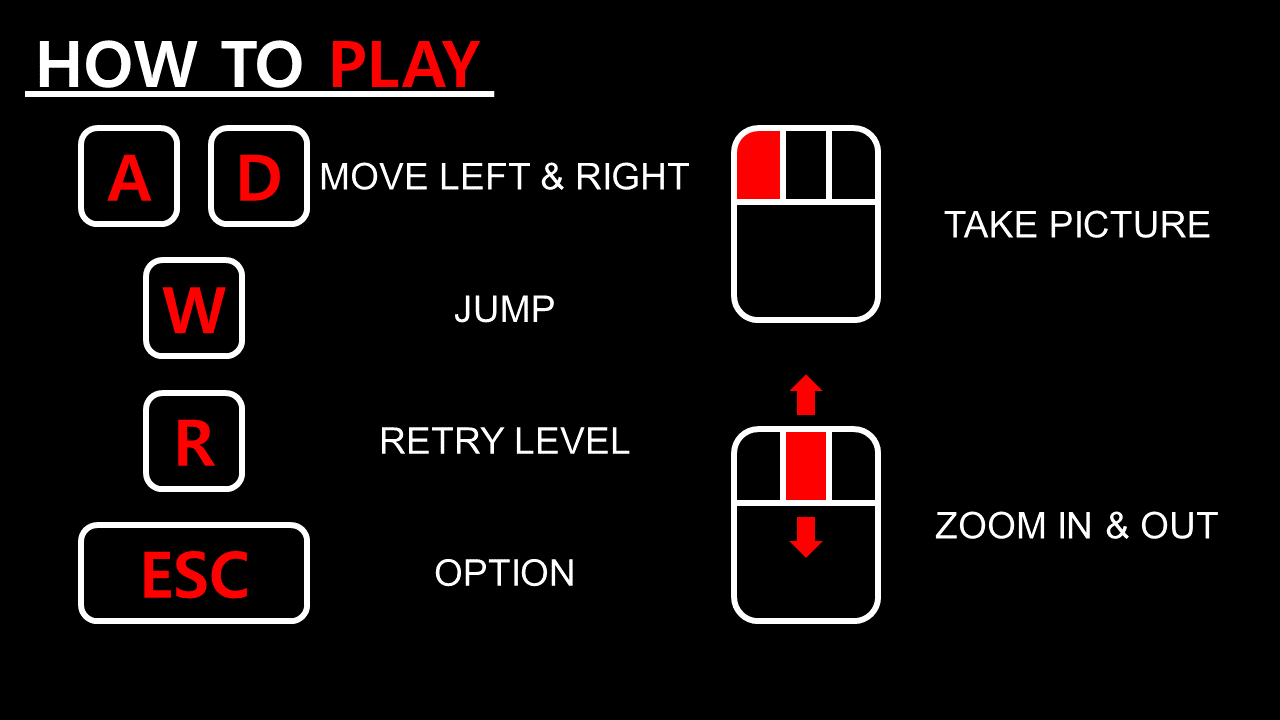 HOW TO PLAY
A D MOVE LEFT & RIGHT
W JUMP
R RETRY LEVEL
ESC OPTION
TAKE PICTURE
ZOOM IN & OUT